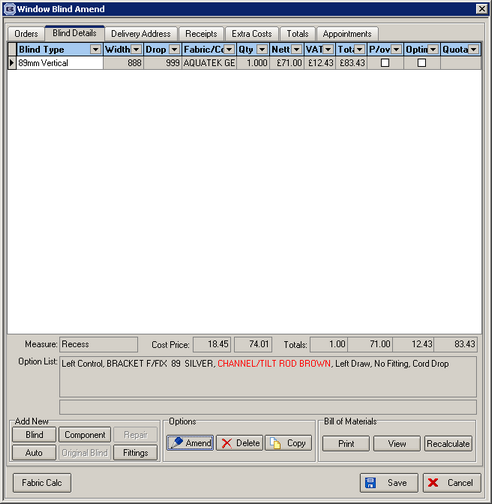 Window Blind Amend
Orders Blind Details Delivery Address Receipts Extra Costs Totals Appointments
Blind Type Width Drop Fabric/Co Qty Nett VAT Tota P/ov Optim Quota
89mm Vertical 888 999 AQUATEK GE 1.000 £71.00 £12.43 £83.43
Measure: Recess Cost Price: 18.45 74.01 Totals: 1.00 71.00 12.43 83.43
Option List: Left Control, BRACKET F/FIX 89 SILVER, CHANNEL/TILT ROD BROWN, Left Draw, No Fitting, Cord Drop
Add New Options Bill of Materials
Blind Component Repair Amend Delete Copy Print View Recalculate
Auto Original Blind Fittings
Fabric Calc Save Cancel